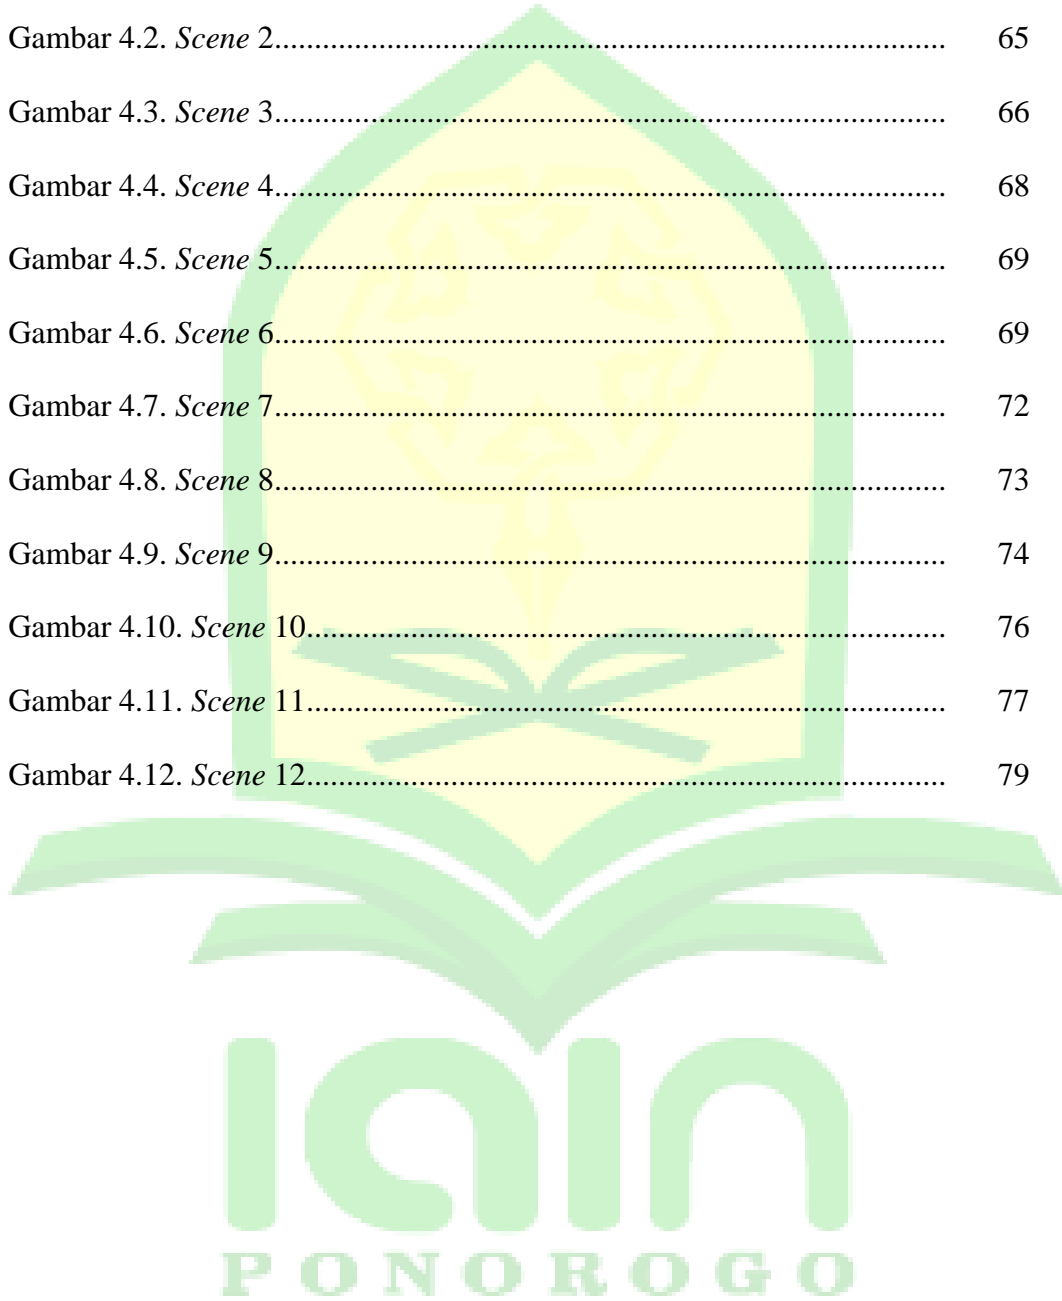 Gambar 4.2. Scene 2.................................................................................... 65
Gambar 4.3. Scene 3.................................................................................... 66
Gambar 4.4. Scene 4.................................................................................... 68
Gambar 4.5. Scene 5.................................................................................... 69
Gambar 4.6. Scene 6.................................................................................... 69
Gambar 4.7. Scene 7.................................................................................... 72
Gambar 4.8. Scene 8.................................................................................... 73
Gambar 4.9. Scene 9.................................................................................... 74
Gambar 4.10. Scene 10................................................................................ 76
Gambar 4.11. Scene 11................................................................................ 77
Gambar 4.12. Scene 12................................................................................ 79
IAIN
PONOROGO